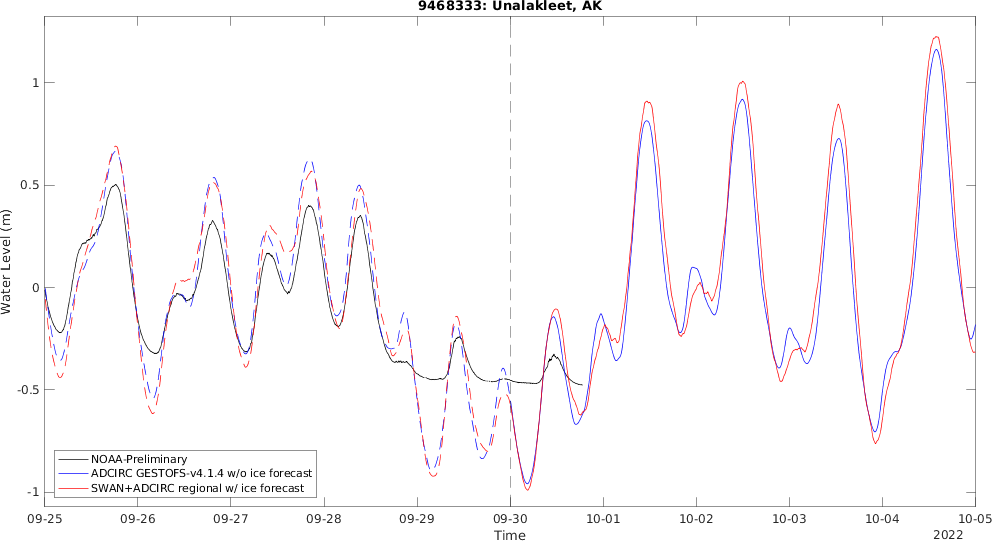 9468333: Unalakleet, AK
Water Level (m)
1
0.5
0
-0.5
-1
NOAA-Preliminary
ADCIRC GESTOFS-v4.1.4 w/o ice forecast
SWAN+ADCIRC regional w/ ice forecast
09-25 09-26 09-27 09-28 09-29 09-30 10-01 10-02 10-03 10-04 10-05
Time
2022